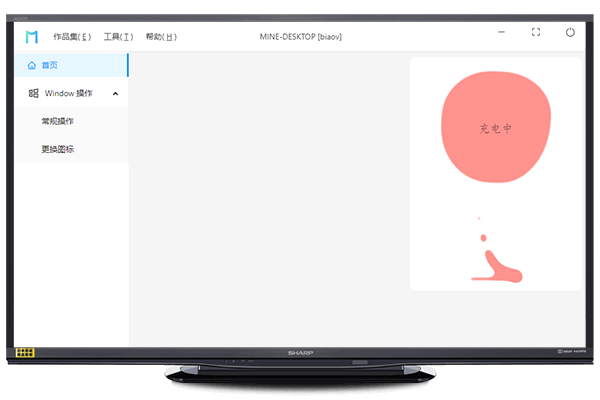 作品集(E)
工具(T)
帮助(H)
MINE-DESKTOP [biaov]
首页
Window 操作
常规操作
更换图标
充电中
SHARP